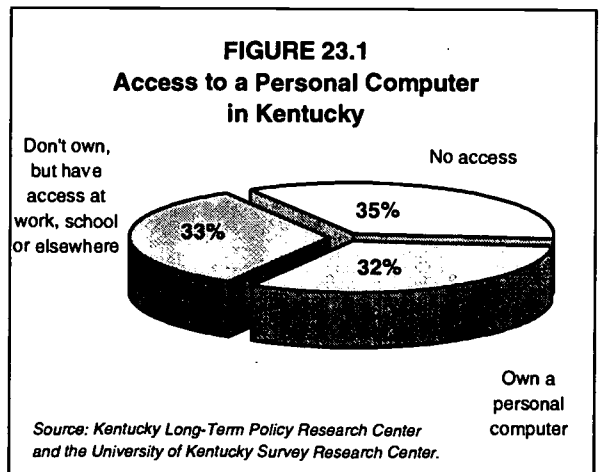 FIGURE 23.1
Access to a Personal Computer
in Kentucky
Don't own,
but have
access at
work, school
or elsewhere
No access
35%
33%
32%
Own a
personal
computer
Source: Kentucky Long-Term Policy Research Center
and the University of Kentucky Survey Research Center.